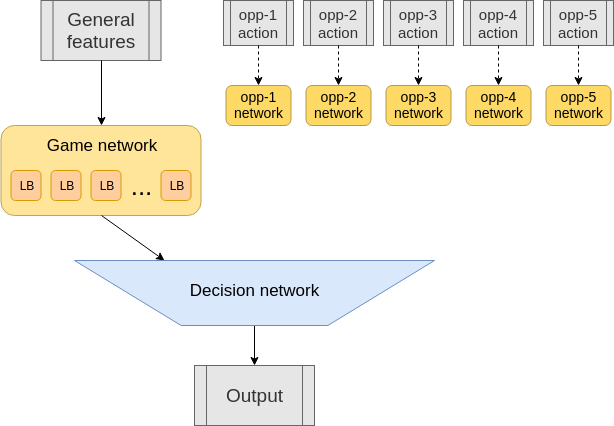 General
features
opp-1
action
opp-2
action
opp-3
action
opp-4
action
opp-5
action
opp-1
network
opp-2
network
opp-3
network
opp-4
network
opp-5
network
Game network
LB LB LB ... LB
Decision network
Output